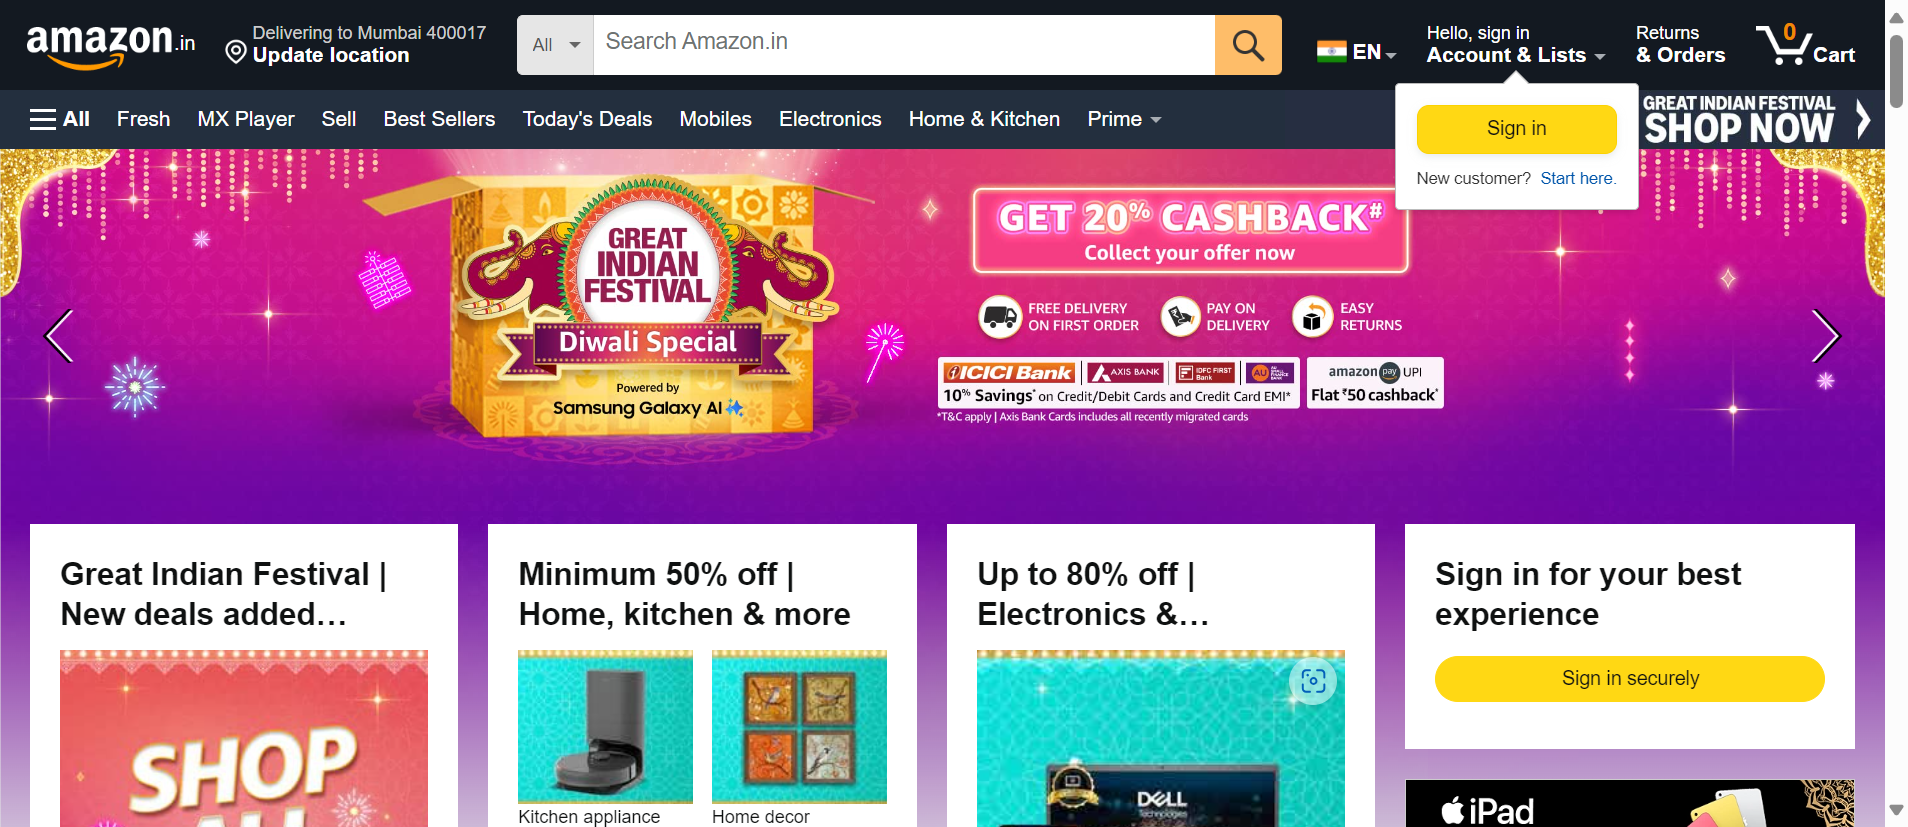 amazon.in
Delivering to Mumbai 400017
Update location
All
Search Amazon.in
EN
Hello, sign in
Account & Lists
Returns
& Orders
0
Cart
All
Fresh
MX Player
Sell
Best Sellers
Today's Deals
Mobiles
Electronics
Home & Kitchen
Prime
Sign in
New customer? Start here.
GREAT INDIAN FESTIVAL
SHOP NOW
GREAT
INDIAN
FESTIVAL
Diwali Special
Powered by
Samsung Galaxy AI
GET 20% CASHBACK#
Collect your offer now
FREE DELIVERY
ON FIRST ORDER
PAY ON
DELIVERY
EASY
RETURNS
ICICI Bank
AXIS BANK
IDFC FIRST
Bank
AU
10% Savings* on Credit/Debit Cards and Credit Card EMI*
amazon pay UPI
Flat ₹50 cashback*
*T&C apply | Axis Bank Cards includes all recently migrated cards
Great Indian Festival |
New deals added…
SHOP
ALL
Minimum 50% off |
Home, kitchen & more
Kitchen appliance
Home decor
Up to 80% off |
Electronics &…
DELL
Technologies
Sign in for your best
experience
Sign in securely
iPad